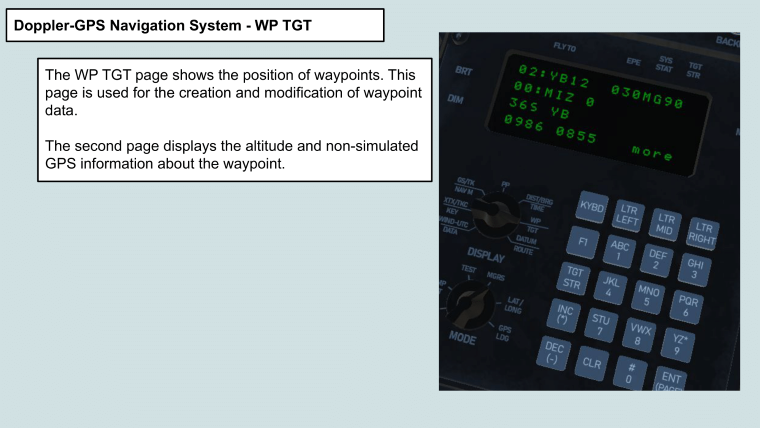 Doppler-GPS Navigation System - WP TGT
The WP TGT page shows the position of waypoints. This
page is used for the creation and modification of waypoint
data.
The second page displays the altitude and non-simulated
GPS information about the waypoint.
BACK
FLY TO
EPE
SYS
STAT
TGT
STR
BRT
DIM
02:YB12 030MG90
00:MIZ 0
36S YB
0986 0855 more
GS/TK
NAV M
PP
DIST/BRG
TIME
XTK/TKC
KEY
WP
TGT
WIND-UTC
DATA
DATUM
ROUTE
DISPLAY
TEST
MGRS
LAT/
LONG
GPS
LDG
MODE
KYBD
LTR
LEFT
LTR
MID
LTR
RIGHT
F1
ABC
1
DEF
2
GHI
3
TGT
STR
JKL
4
MNO
5
PQR
6
INC
(*)
STU
7
VWX
8
YZ*
9
DEC
(-)
CLR
#
0
ENT
(PAGE)